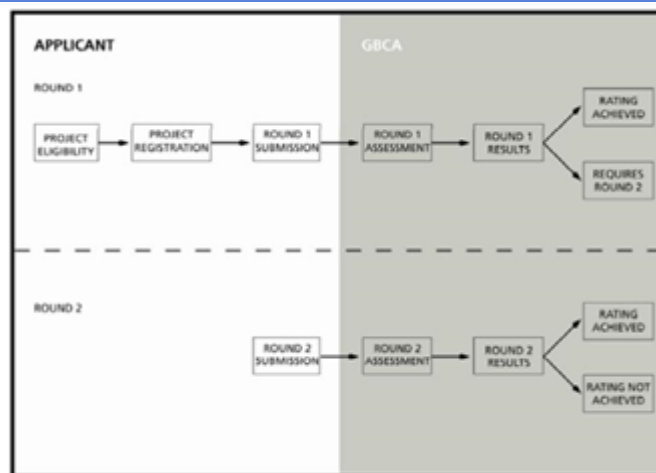 APPLICANT
GBCA
ROUND 1
PROJECT
ELIGIBILITY
PROJECT
REGISTRATION
ROUND 1
SUBMISSION
ROUND 1
ASSESSMENT
ROUND 1
RESULTS
RATING
ACHIEVED
REQUIRES
ROUND 2
ROUND 2
ROUND 2
SUBMISSION
ROUND 2
ASSESSMENT
ROUND 2
RESULTS
RATING
ACHIEVED
RATING NOT
ACHIEVED